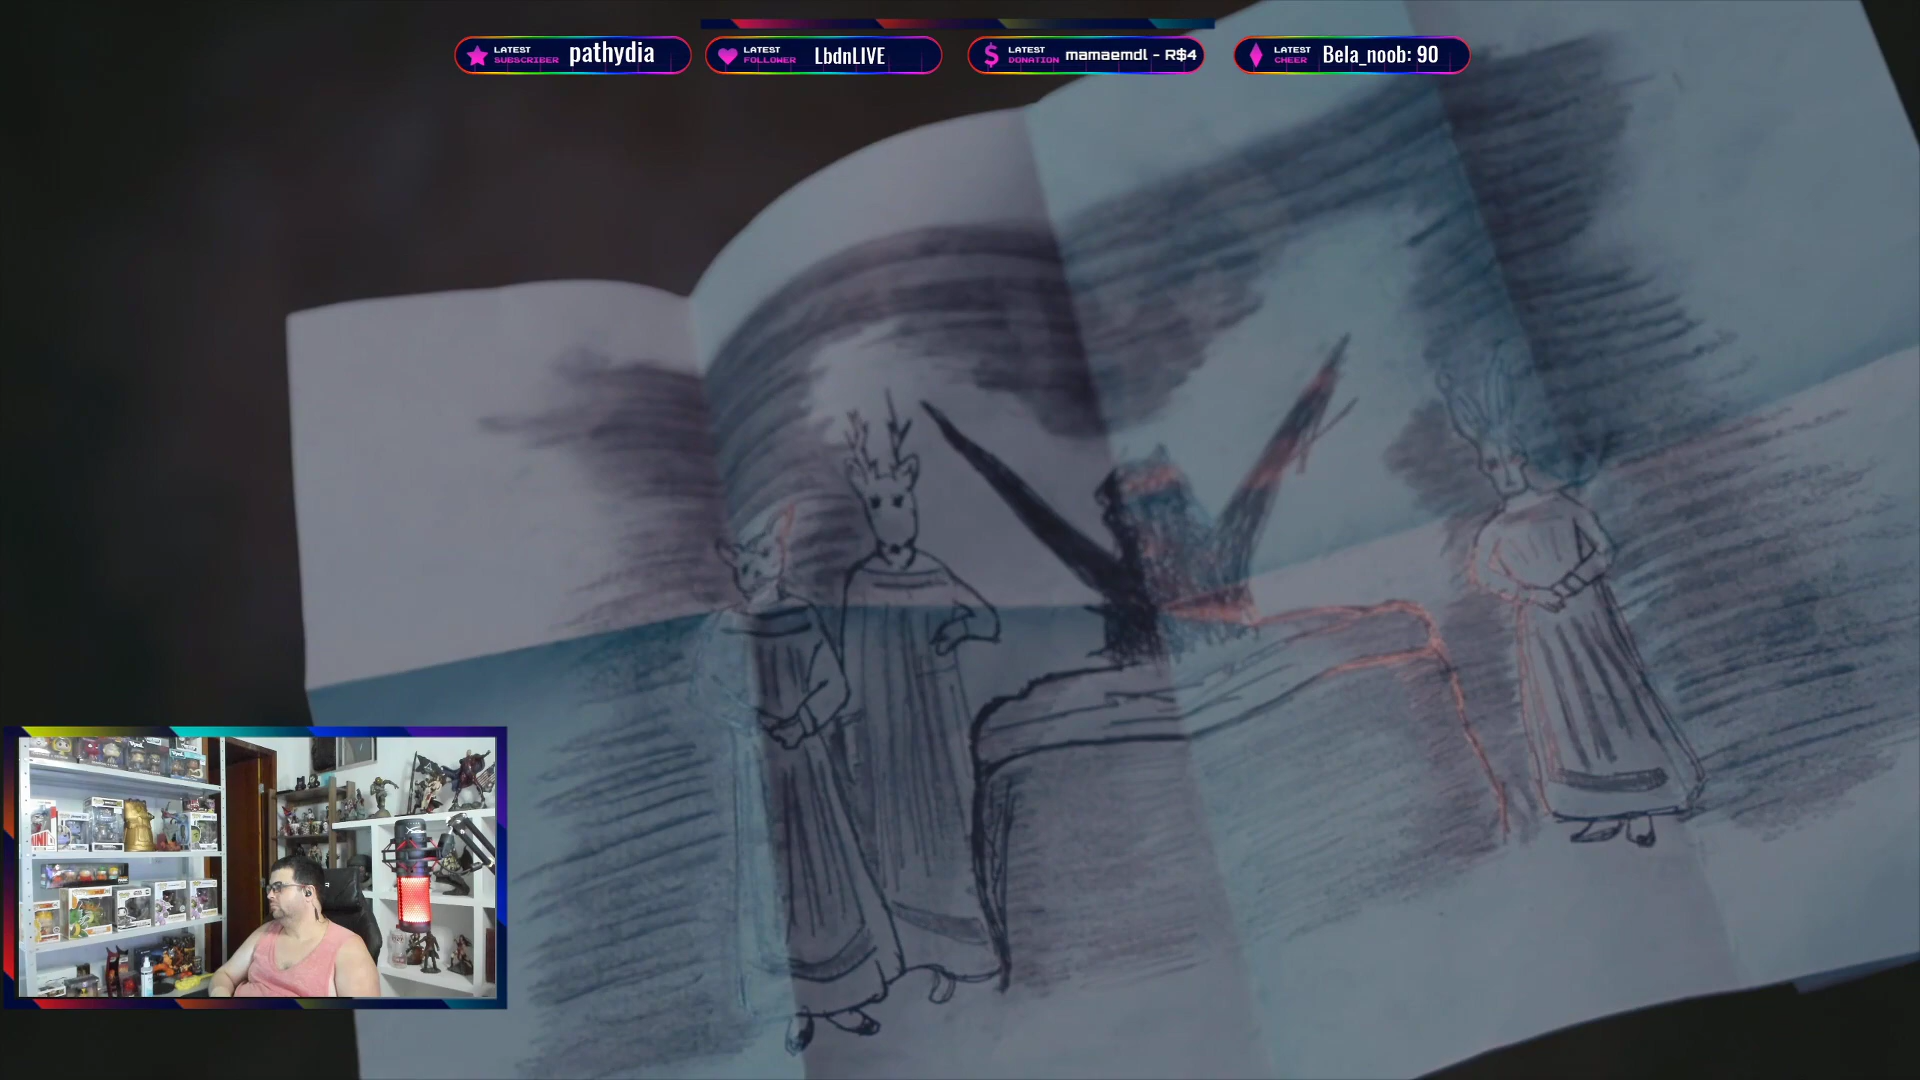 LATEST
SUBSCRIBER
pathydia
LATEST
FOLLOWER
LbdnLIVE
LATEST
DONATION
mamaemdl - R$4
LATEST
CHEER
Bela_noob: 90